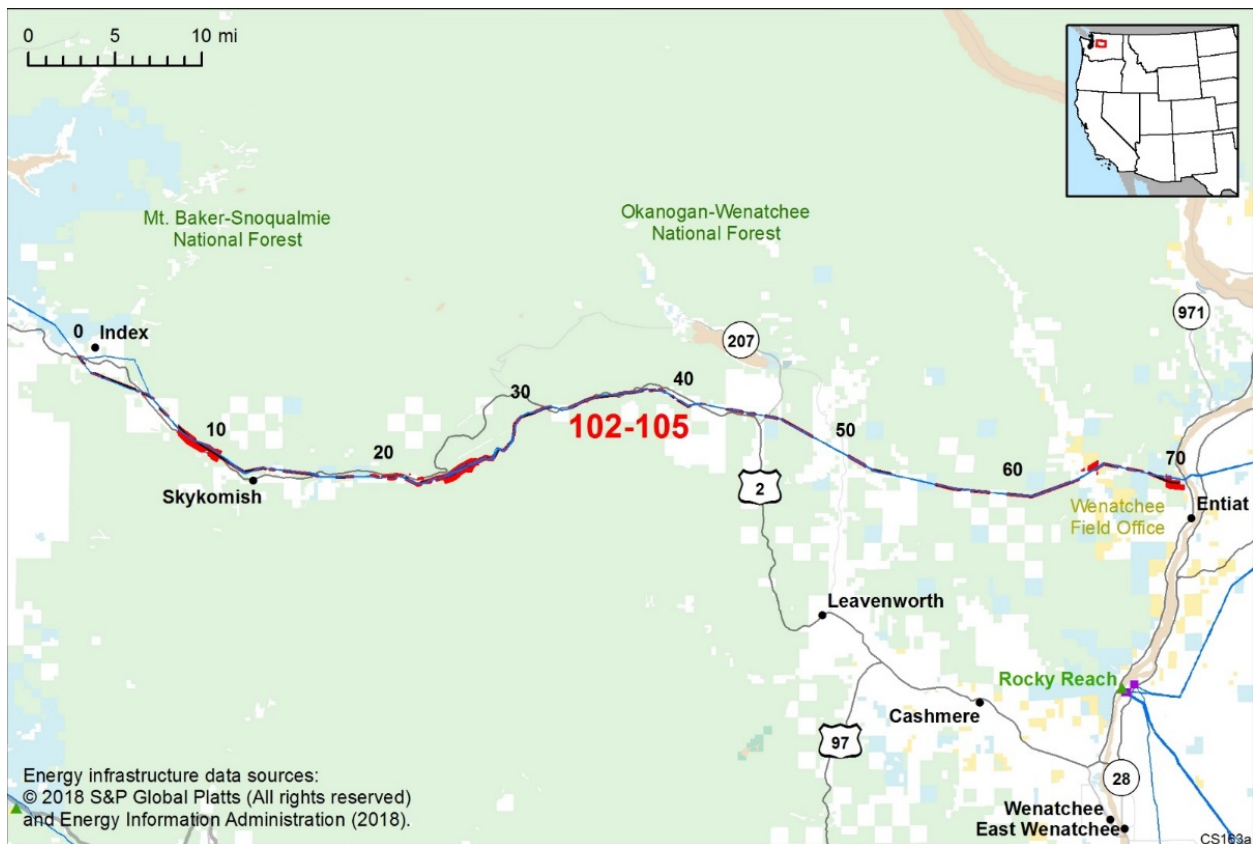 0 5 10 mi
Mt. Baker-Snoqualmie
National Forest
Okanogan-Wenatchee
National Forest
971
207
0
Index
30
40
102-105
10
20
50
60
70
Skykomish
2
Wenatchee
Field Office
Entiat
Leavenworth
Rocky Reach
Cashmere
97
28
Energy infrastructure data sources:
© 2018 S&P Global Platts (All rights reserved)
and Energy Information Administration (2018).
Wenatchee
East Wenatchee
CS163a